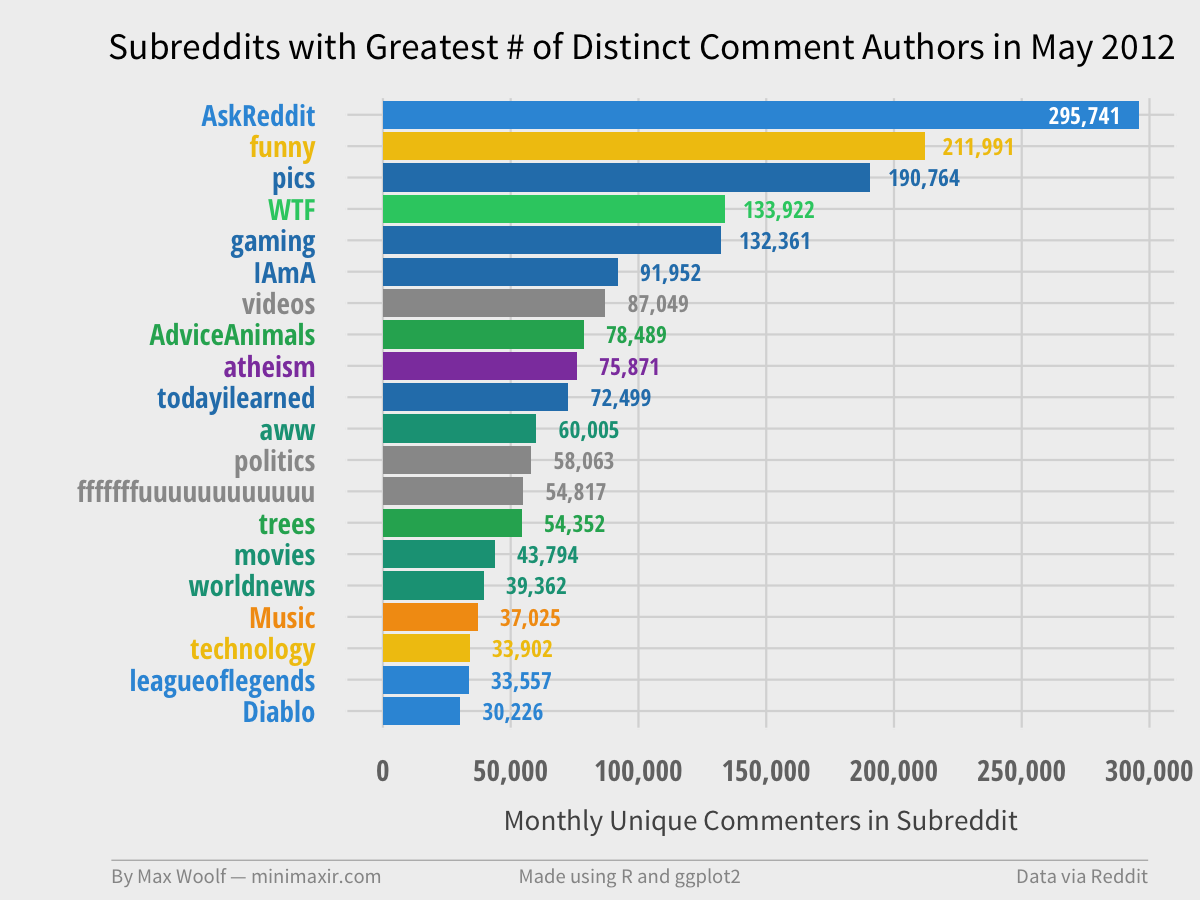 Subreddits with Greatest # of Distinct Comment Authors in May 2012
AskReddit 295,741
funny 211,991
pics 190,764
WTF 133,922
gaming 132,361
IAmA 91,952
videos 87,049
AdviceAnimals 78,489
atheism 75,871
todayilearned 72,499
aww 60,005
politics 58,063
fffffffuuuuuuuuuuuu 54,817
trees 54,352
movies 43,794
worldnews 39,362
Music 37,025
technology 33,902
leagueoflegends 33,557
Diablo 30,226
0 50,000 100,000 150,000 200,000 250,000 300,000
Monthly Unique Commenters in Subreddit
By Max Woolf — minimaxir.com Made using R and ggplot2 Data via Reddit